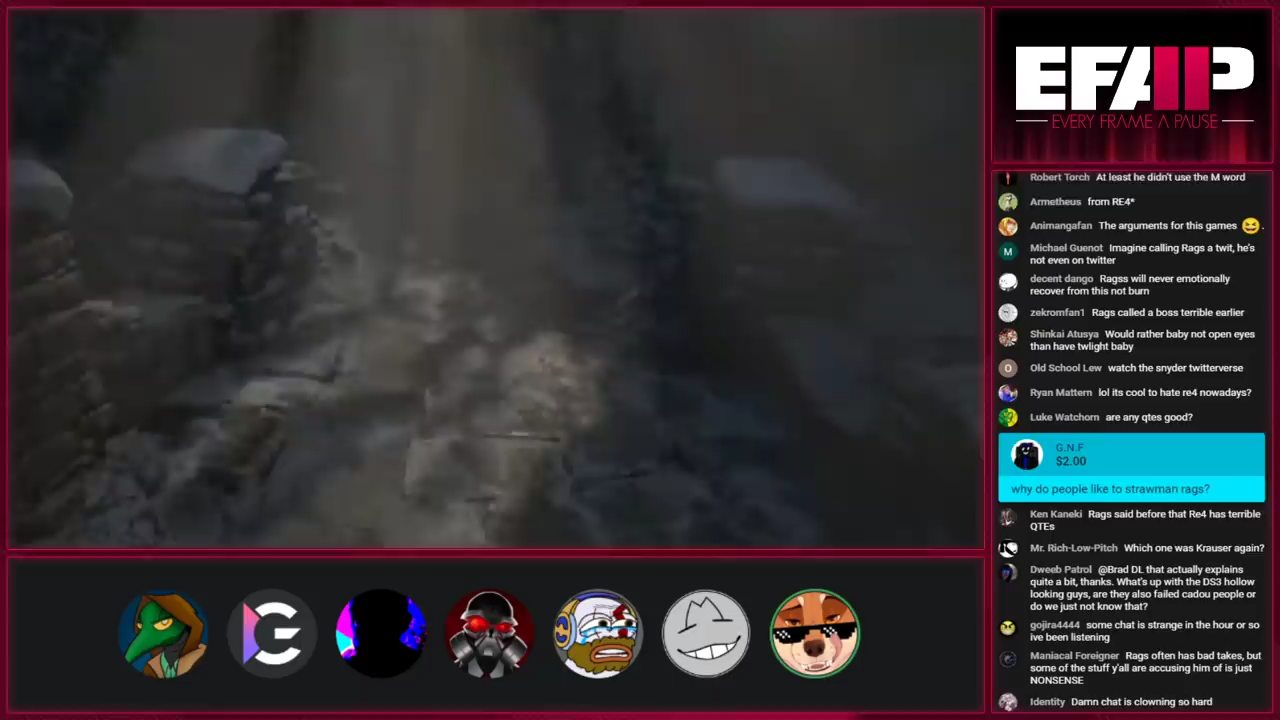 EFAP
EVERY FRAME A PAUSE
Robert Torch At least he didn't use the M word
Armetheus from RE4*
Animangafan The arguments for this games 😆.
M Michael Guenot Imagine calling Rags a twit, he's
not even on twitter
decent dango Ragss will never emotionally
recover from this not burn
zekromfan1 Rags called a boss terrible earlier
Shinkai Atusya Would rather baby not open eyes
than have twlight baby
O Old School Lew watch the snyder twitterverse
Ryan Mattern lol its cool to hate re4 nowadays?
Luke Watchorn are any qtes good?
G.N.F
$2.00
why do people like to strawman rags?
Ken Kaneki Rags said before that Re4 has terrible
QTEs
Mr. Rich-Low-Pitch Which one was Krauser again?
Dweeb Patrol @Brad DL that actually explains
quite a bit, thanks. What's up with the DS3 hollow
looking guys, are they also failed cadou people or
do we just not know that?
gojira4444 some chat is strange in the hour or so
ive been listening
Maniacal Foreigner Rags often has bad takes, but
some of the stuff y'all are accusing him of is just
NONSENSE
Identity Damn chat is clowning so hard